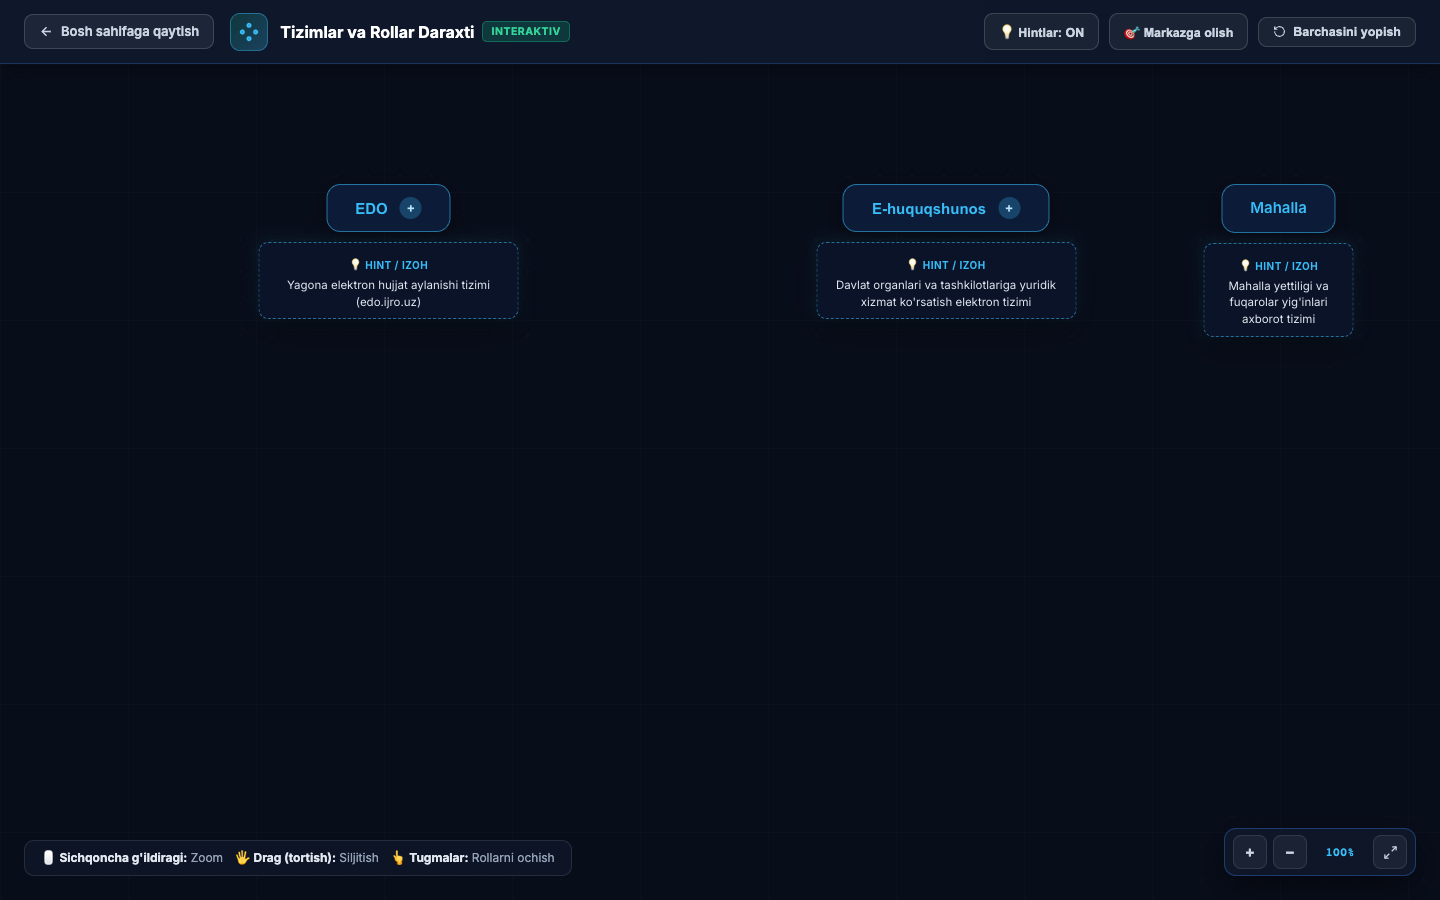 Bosh sahifaga qaytish
Tizimlar va Rollar Daraxti
INTERAKTIV
Hintlar: ON
Markazga olish
Barchasini yopish
EDO +
HINT / IZOH
Yagona elektron hujjat aylanishi tizimi
(edo.ijro.uz)
E-huquqshunos +
HINT / IZOH
Davlat organlari va tashkilotlariga yuridik
xizmat ko'rsatish elektron tizimi
Mahalla
HINT / IZOH
Mahalla yettiligi va
fuqarolar yig'inlari
axborot tizimi
Sichqoncha g'ildiragi: Zoom Drag (tortish): Siljitish Tugmalar: Rollarni ochish
+ − 100%